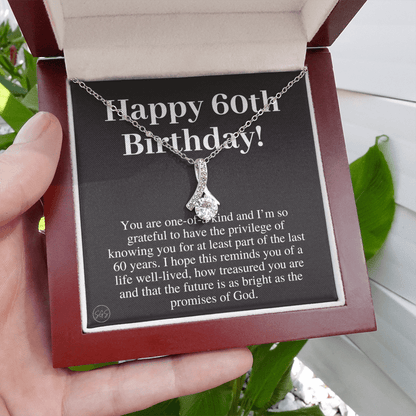 Happy 60th
Birthday!
You are one-of-a-kind and I'm so
grateful to have the privilege of
knowing you for at least part of the last
60 years. I hope this reminds you of a
life well-lived, how treasured you are
and that the future is as bright as the
promises of God.